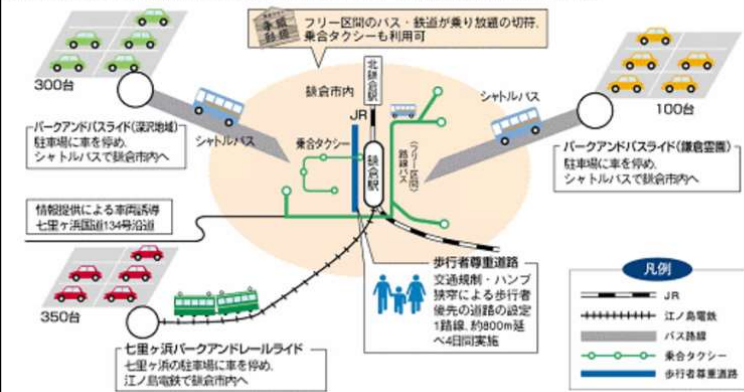 フリー区間のバス・鉄道が乗り放題の切符.
乗合タクシーも利用可
300台
パークアンドバスライド(深沢地域)
駐車場に車を停め.
シャトルバスで鎌倉市内へ
シャトルバス
鎌倉市内
北鎌倉駅
JR
乗合タクシー
鎌倉駅
(フリー区間)
路線バス
シャトルバス
100台
パークアンドバスライド(鎌倉霊園)
駐車場に車を停め.
シャトルバスで鎌倉市内へ
情報提供による車両誘導
七里ヶ浜国道134号沿道
350台
七里ヶ浜パークアンドレールライド
七里ヶ浜の駐車場に車を停め.
江ノ島電鉄で鎌倉市内へ
歩行者尊重道路
交通規制・ハンプ
狭窄による歩行者
優先の道路の設定
1路線. 約800m延
べ4日間実施
凡例
JR
江ノ島電鉄
バス路線
乗合タクシー
歩行者尊重道路